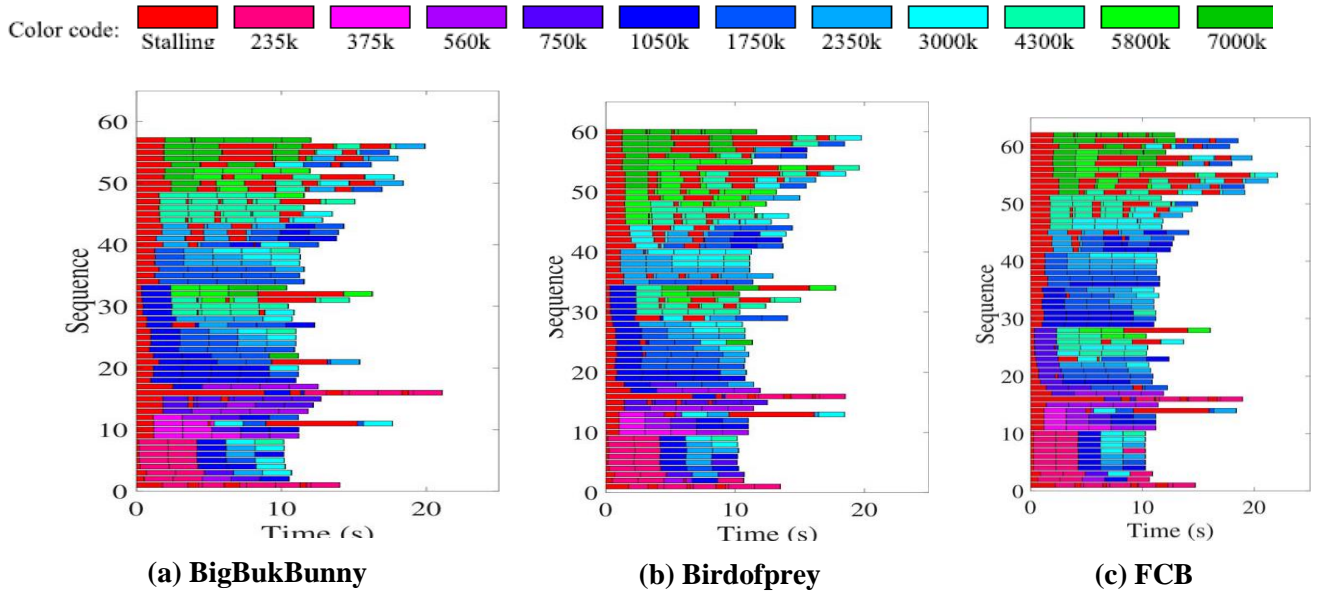 Color code:
Stalling 235k 375k 560k 750k 1050k 1750k 2350k 3000k 4300k 5800k 7000k
60
50
40
30
20
10
0
Sequence
0 10 20
Time (s)
(a) BigBukBunny
60
50
40
30
20
10
0
Sequence
0 10 20
Time (s)
(b) Birdofprey
60
50
40
30
20
10
0
Sequence
0 10 20
Time (s)
(c) FCB